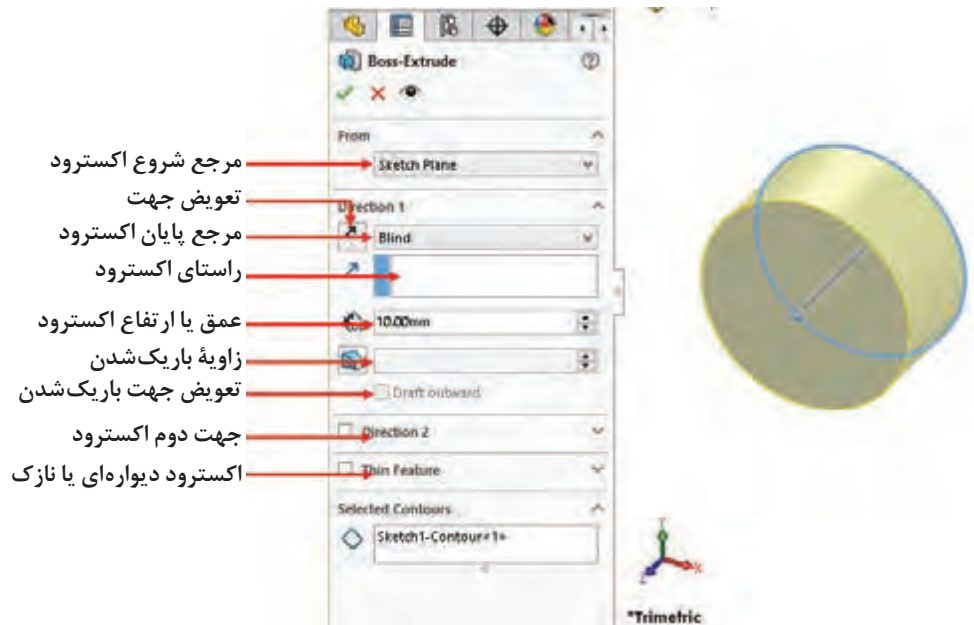 Boss-Extrude
From
مرجع شروع اکسترود
Sketch Plane
تعویض جهت
Direction 1
مرجع پایان اکسترود
Blind
راستای اکسترود
عمق یا ارتفاع اکسترود
10.00mm
زاویهٔ باریک‌شدن
تعویض جهت باریک‌شدن
Draft outward
جهت دوم اکسترود
Direction 2
اکسترود دیواره‌ای یا نازک
Thin Feature
Selected Contours
Sketch1-Contour<1>
Y
X
Z
*Trimetric